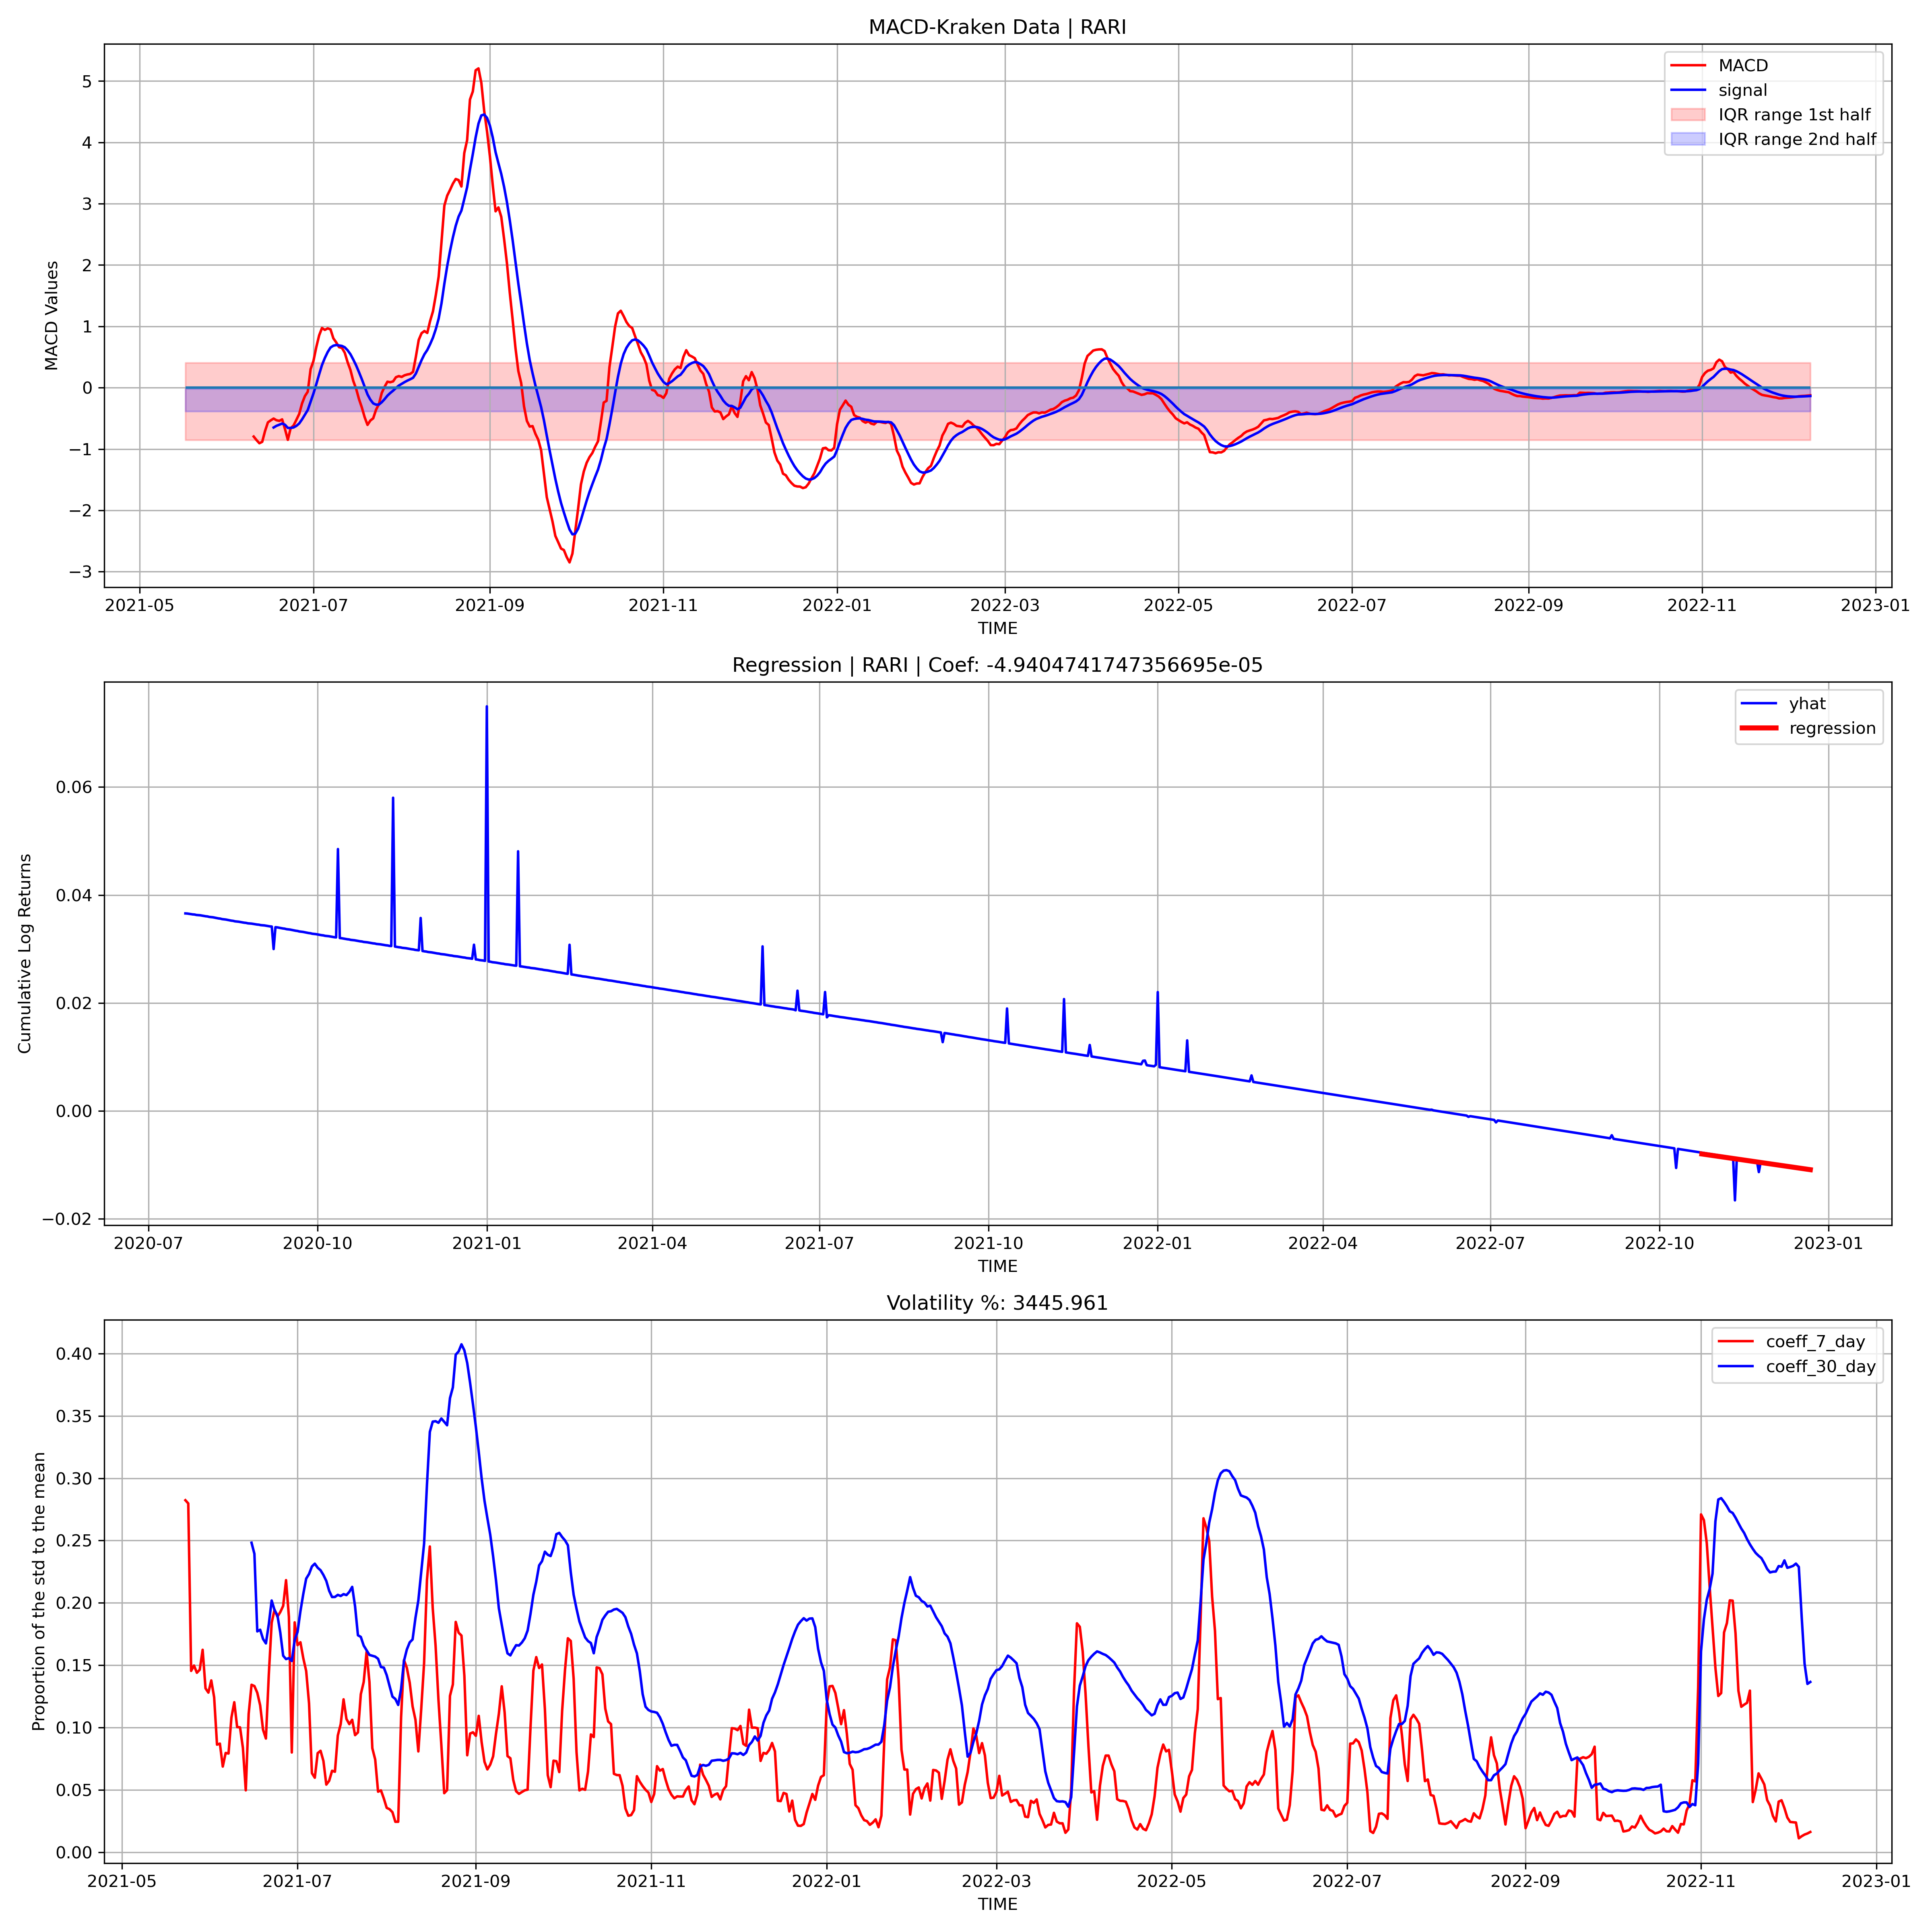 MACD-Kraken Data | RARI
MACD Values
5
4
3
2
1
0
−1
−2
−3
MACD
signal
IQR range 1st half
IQR range 2nd half
2021-05 2021-07 2021-09 2021-11 2022-01 2022-03 2022-05 2022-07 2022-09 2022-11 2023-01
TIME
Regression | RARI | Coef: -4.9404741747356695e-05
Cumulative Log Returns
0.06
0.04
0.02
0.00
−0.02
yhat
regression
2020-07 2020-10 2021-01 2021-04 2021-07 2021-10 2022-01 2022-04 2022-07 2022-10 2023-01
TIME
Volatility %: 3445.961
Proportion of the std to the mean
0.40
0.35
0.30
0.25
0.20
0.15
0.10
0.05
0.00
coeff_7_day
coeff_30_day
2021-05 2021-07 2021-09 2021-11 2022-01 2022-03 2022-05 2022-07 2022-09 2022-11 2023-01
TIME